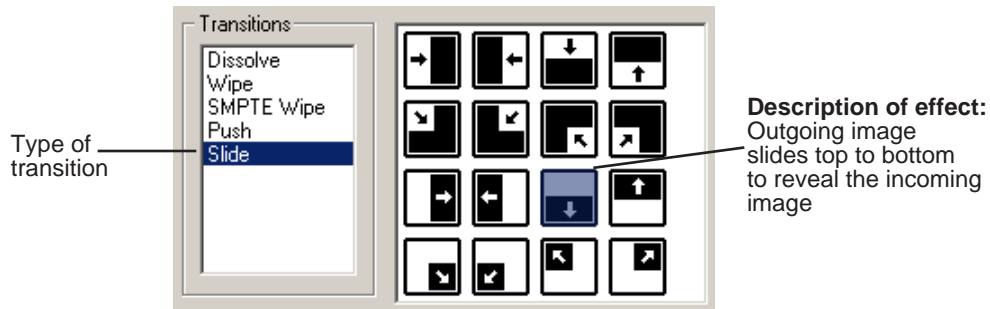 Transitions
Dissolve
Wipe
SMPTE Wipe
Push
Slide
Type of
transition
Description of effect:
Outgoing image
slides top to bottom
to reveal the incoming
image